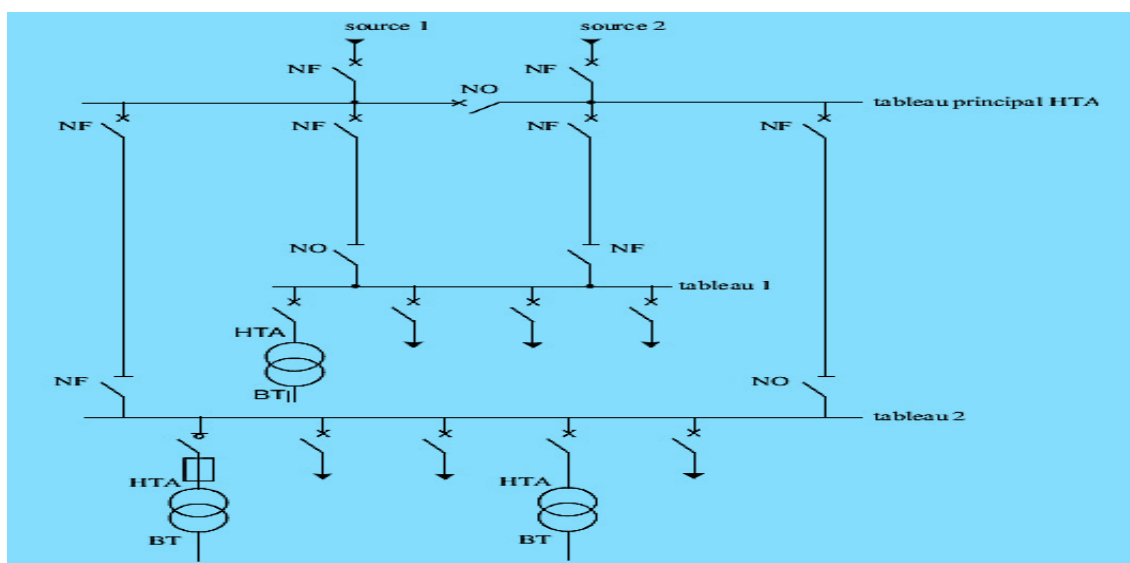 source 1 source 2
NF NF
NO
tableau principal HTA
NF NF NF NF
NO NF
tableau 1
HTA
BT
NF NO
tableau 2
HTA HTA
BT BT